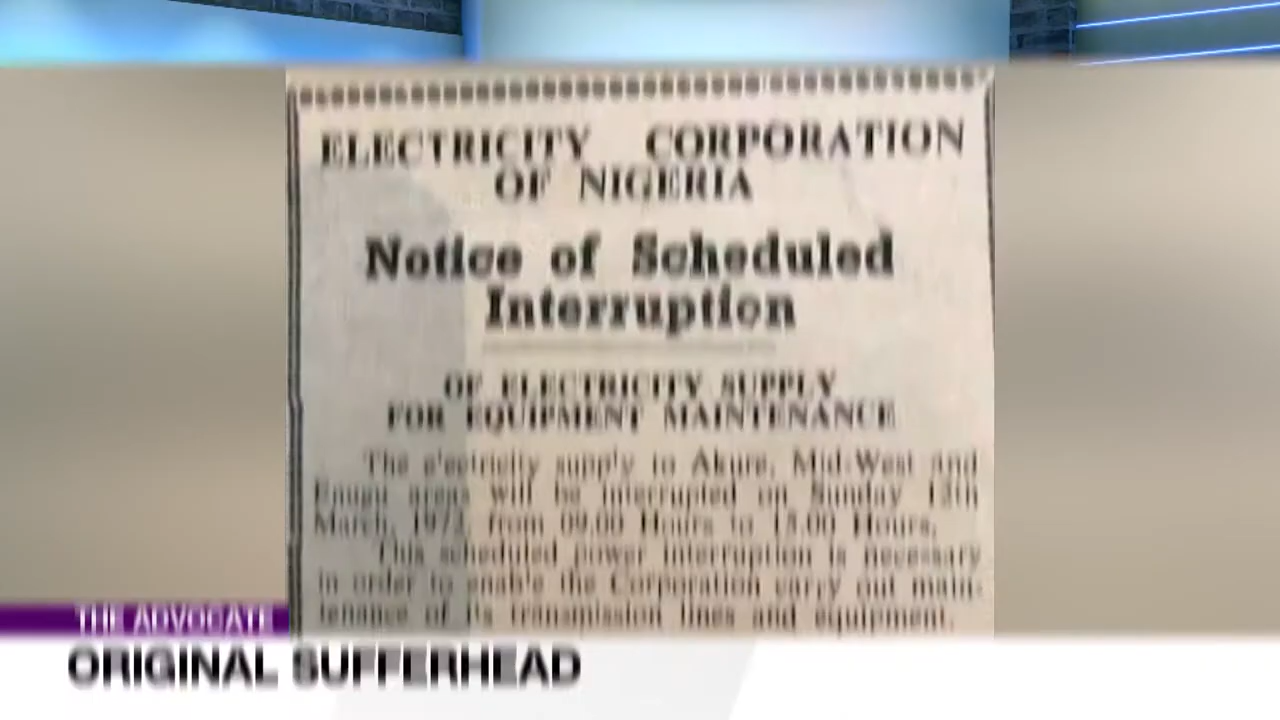 ELECTRICITY CORPORATION
OF NIGERIA
Notice of Scheduled
Interruption
OF ELECTRICITY SUPPLY
FOR EQUIPMENT MAINTENANCE
The electricity supply to Akure, Mid-West and
Enugu areas will be interrupted on Sunday 12th
March, 1972, from 09.00 Hours to 15.00 Hours.
This scheduled power interruption is necessary
in order to enable the Corporation carry out main-
tenance of its transmission lines and equipment.
THE ADVOCATE
ORIGINAL SUFFERHEAD